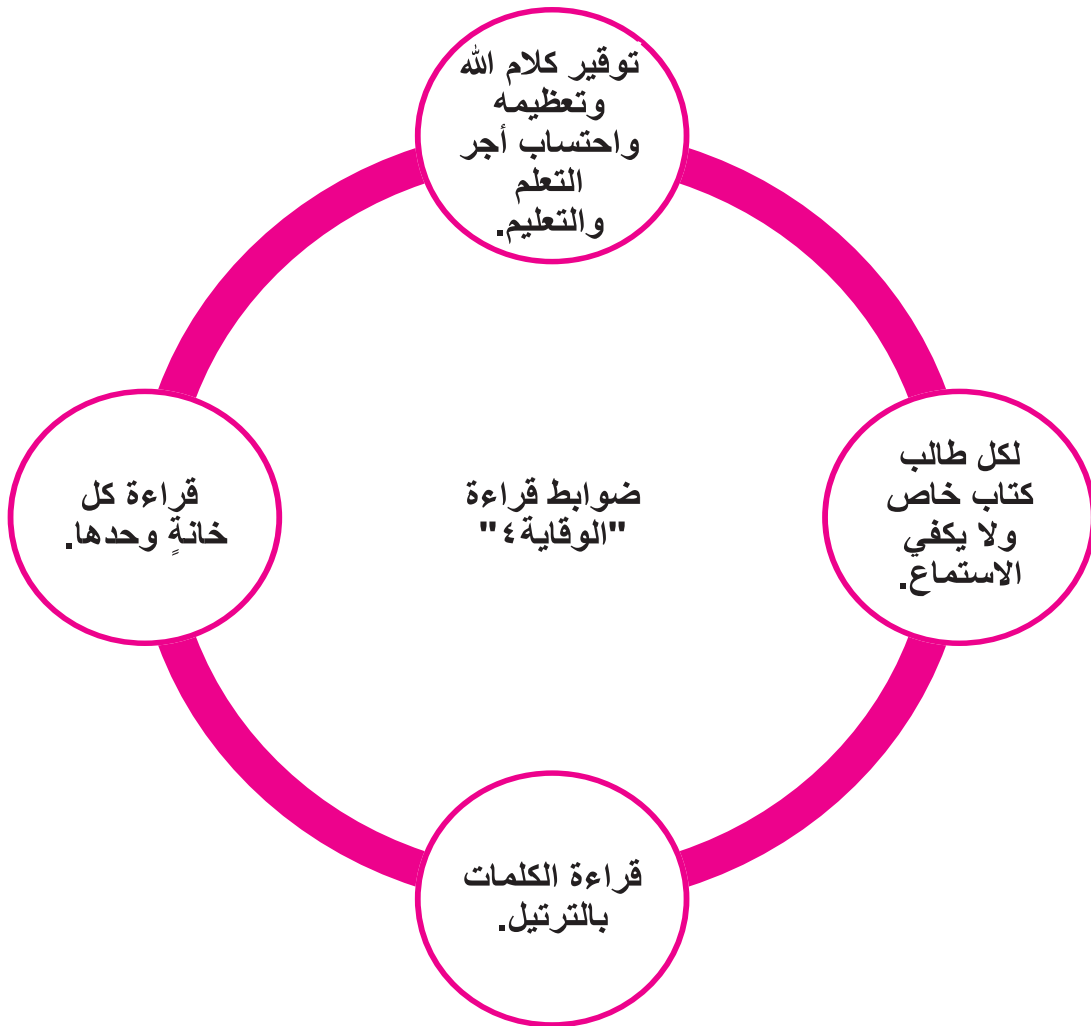 توقير كلام الله
وتعظيمه
واحتساب أجر
التعلم
والتعليم.
لكل طالب
كتاب خاص
ولا يكفي
الاستماع.
ضوابط قراءة
"الوقاية٤"
قراءة كل
خانةٍ وحدها.
قراءة الكلمات
بالترتيل.